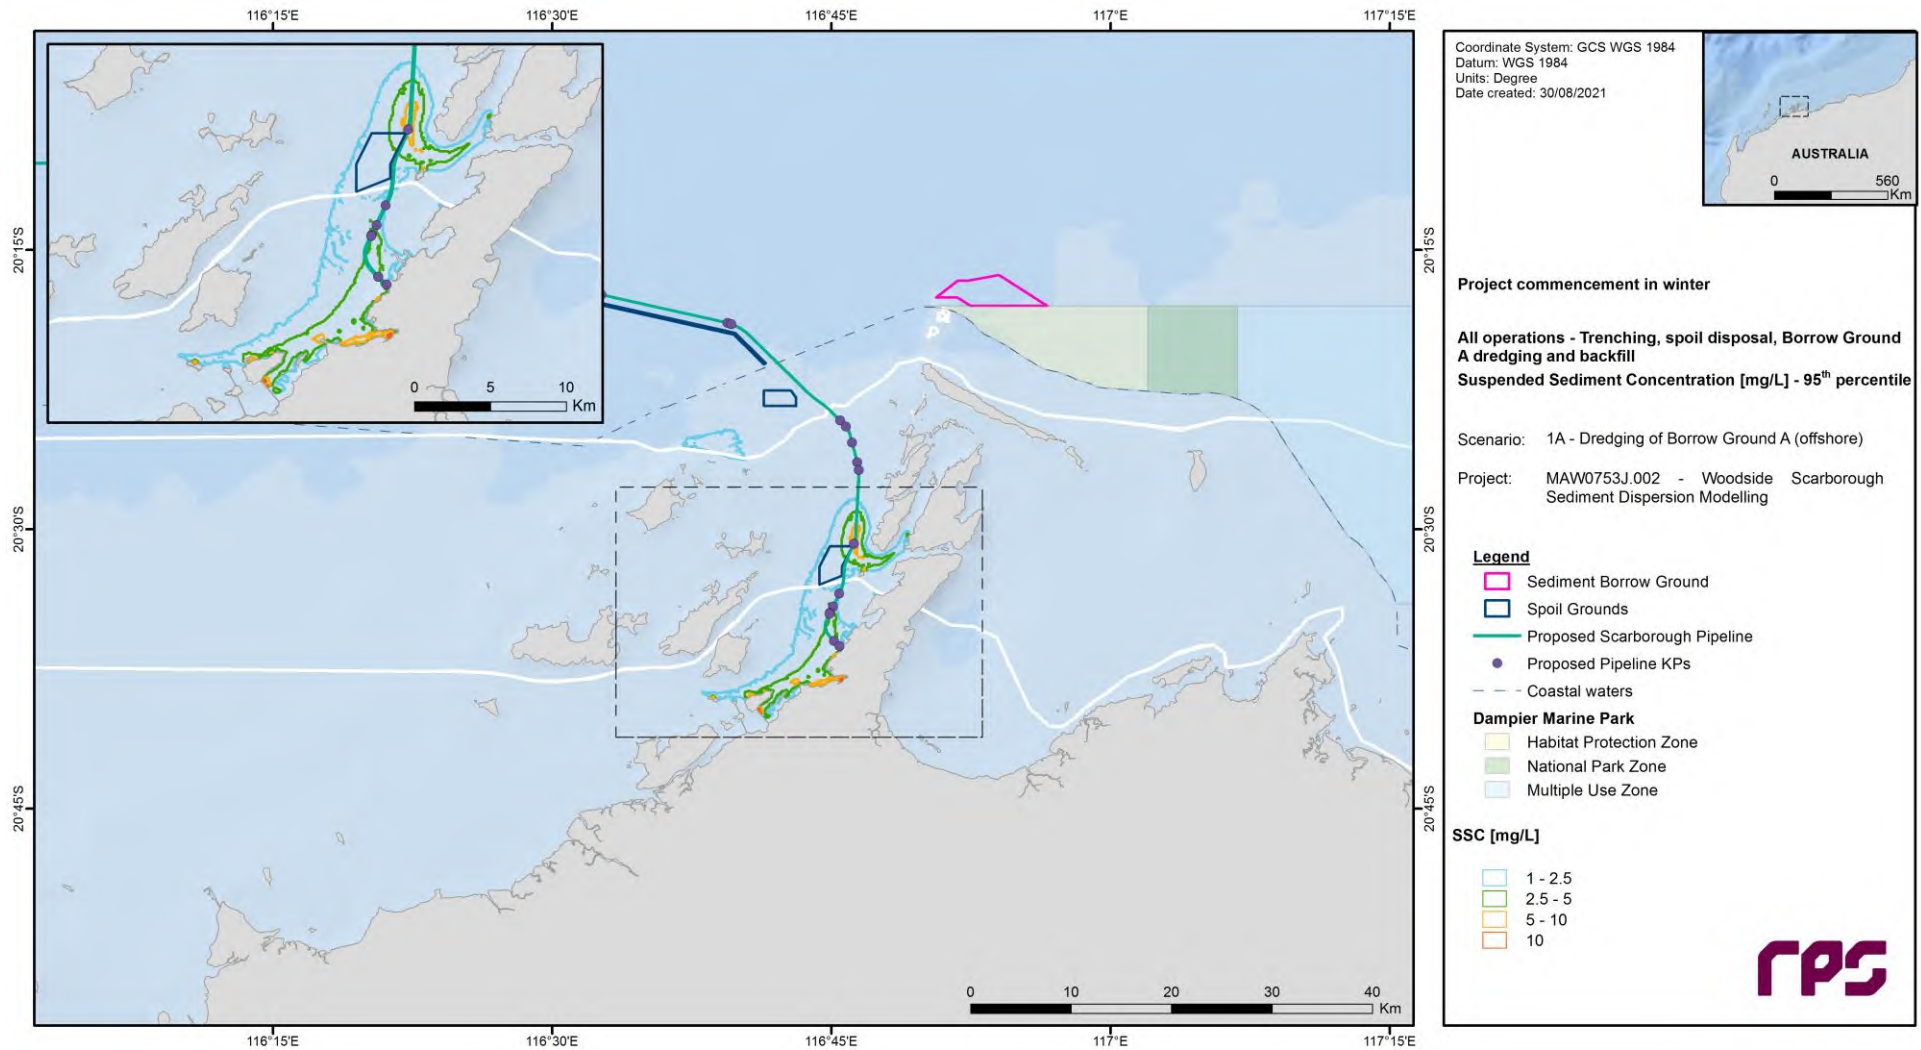 116°15'E 116°30'E 116°45'E 117°E 117°15'E
20°15'S
20°30'S
20°45'S
0 5 10
Km
20°15'S
20°30'S
20°45'S
0 10 20 30 40
Km
116°15'E 116°30'E 116°45'E 117°E 117°15'E
Coordinate System: GCS WGS 1984
Datum: WGS 1984
Units: Degree
Date created: 30/08/2021
AUSTRALIA
0 560
Km
Project commencement in winter
All operations - Trenching, spoil disposal, Borrow Ground
A dredging and backfill
Suspended Sediment Concentration [mg/L] - 95th percentile
Scenario: 1A - Dredging of Borrow Ground A (offshore)
Project: MAW0753J.002 - Woodside Scarborough
Sediment Dispersion Modelling
Legend
Sediment Borrow Ground
Spoil Grounds
Proposed Scarborough Pipeline
Proposed Pipeline KPs
Coastal waters
Dampier Marine Park
Habitat Protection Zone
National Park Zone
Multiple Use Zone
SSC [mg/L]
1 - 2.5
2.5 - 5
5 - 10
10
rps